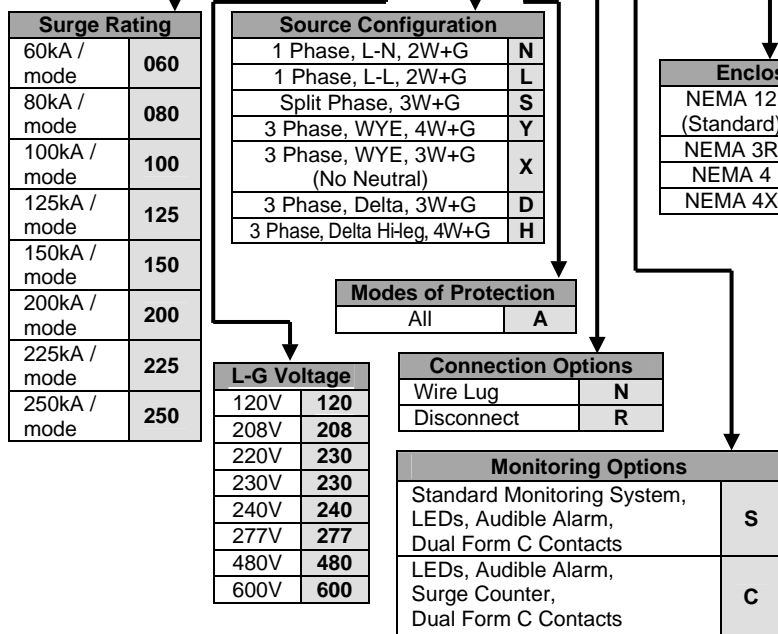 Surge Rating
60kA / mode 060
80kA / mode 080
100kA / mode 100
125kA / mode 125
150kA / mode 150
200kA / mode 200
225kA / mode 225
250kA / mode 250
Source Configuration
1 Phase, L-N, 2W+G N
1 Phase, L-L, 2W+G L
Split Phase, 3W+G S
3 Phase, WYE, 4W+G Y
3 Phase, WYE, 3W+G
(No Neutral) X
3 Phase, Delta, 3W+G D
3 Phase, Delta Hi-leg, 4W+G H
NEMA 12
(Standard)
NEMA 3R
NEMA 4
NEMA 4X
Modes of Protection
All A
L-G Voltage
120V 120
208V 208
220V 230
230V 230
240V 240
277V 277
480V 480
600V 600
Connection Options
Wire Lug N
Disconnect R
Monitoring Options
Standard Monitoring System,
LEDs, Audible Alarm,
Dual Form C Contacts S
LEDs, Audible Alarm,
Surge Counter,
Dual Form C Contacts C